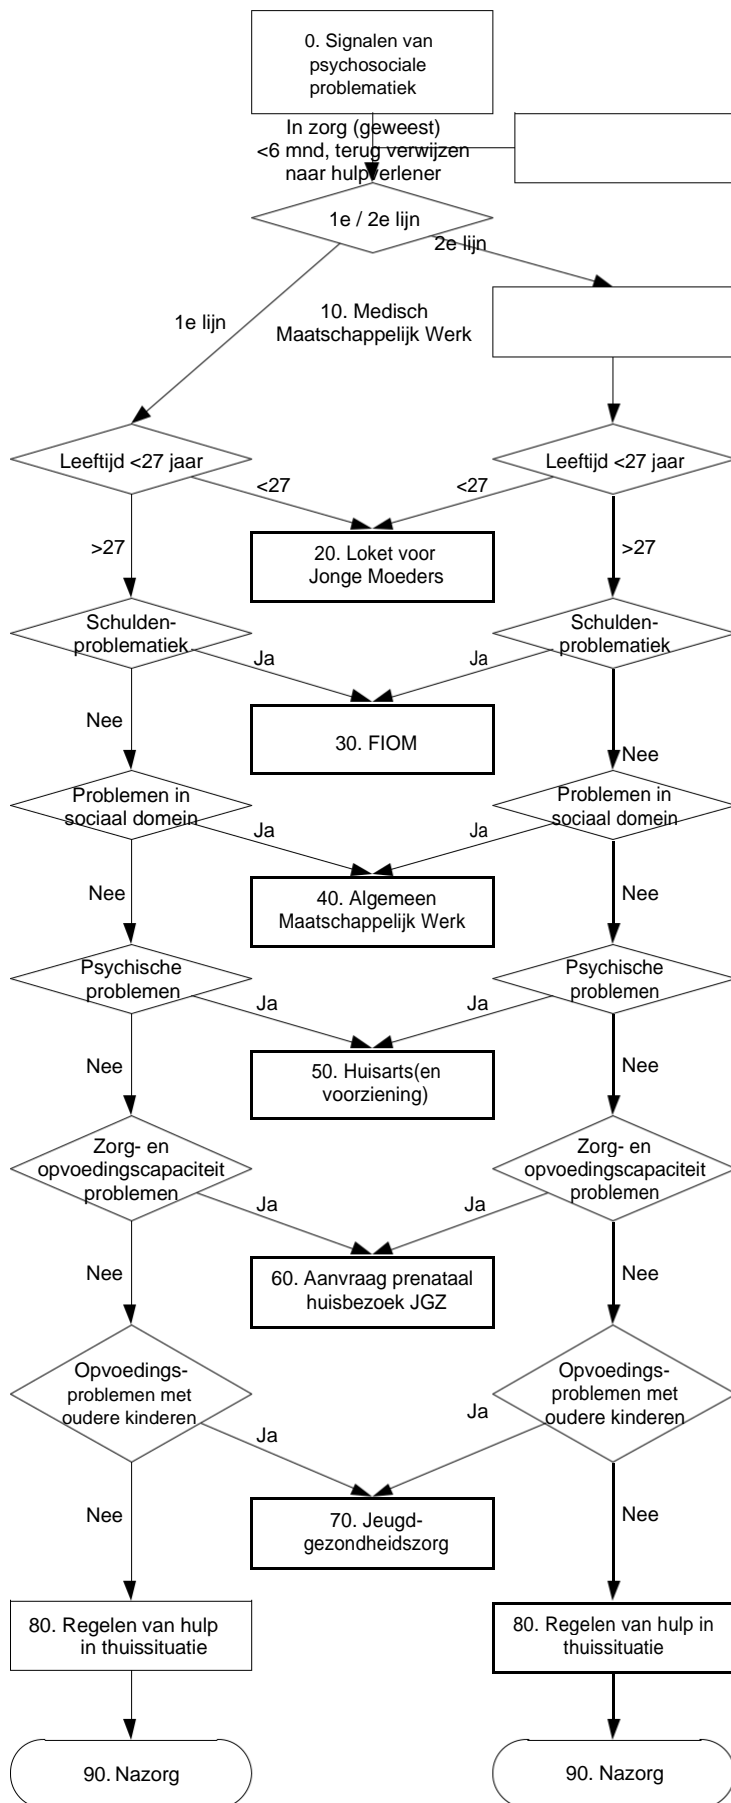 0. Signalen van
psychosociale
problematiek
In zorg (geweest)
<6 mnd, terug verwijzen
naar hulpverlener
1e / 2e lijn
2e lijn
1e lijn
10. Medisch
Maatschappelijk Werk
Leeftijd <27 jaar
Leeftijd <27 jaar
<27
<27
>27
20. Loket voor
Jonge Moeders
>27
Schulden-
problematiek
Schulden-
problematiek
Ja
Ja
Nee
30. FIOM
Nee
Problemen in
sociaal domein
Problemen in
sociaal domein
Ja
Ja
Nee
40. Algemeen
Maatschappelijk Werk
Nee
Psychische
problemen
Psychische
problemen
Ja
Ja
Nee
50. Huisarts(en
voorziening)
Nee
Zorg- en
opvoedingscapaciteit
problemen
Zorg- en
opvoedingscapaciteit
problemen
Ja
Ja
Nee
60. Aanvraag prenataal
huisbezoek JGZ
Nee
Opvoedings-
problemen met
oudere kinderen
Opvoedings-
problemen met
oudere kinderen
Ja
Ja
Nee
70. Jeugd-
gezondheidszorg
Nee
80. Regelen van hulp
in thuissituatie
80. Regelen van hulp in
thuissituatie
90. Nazorg
90. Nazorg